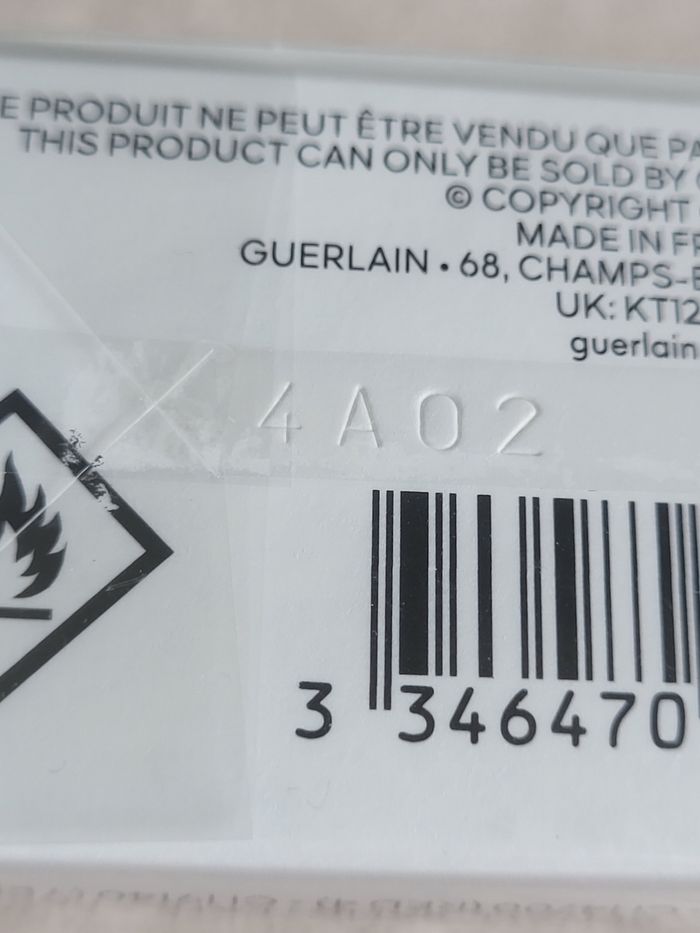 E PRODUIT NE PEUT ÊTRE VENDU QUE PA
THIS PRODUCT CAN ONLY BE SOLD BY
© COPYRIGHT
MADE IN FR
GUERLAIN • 68, CHAMPS-E
UK: KT12
guerlain
4A02
3 346470